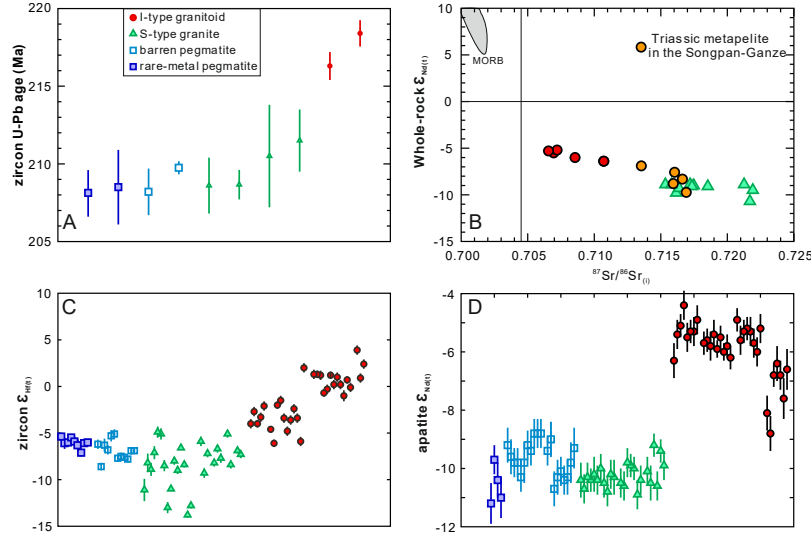 A
zircon U-Pb age (Ma)
220
215
210
205
I-type granitoid
S-type granite
barren pegmatite
rare-metal pegmatite
B
Whole-rock εNd(t)
10
5
0
-5
-10
-15
MORB
Triassic metapelite
in the Songpan-Ganze
0.700
0.705
0.710
0.715
0.720
0.725
87Sr/86Sr(i)
C
zircon εHf(t)
10
5
0
-5
-10
-15
D
apatite εNd(t)
-4
-6
-8
-10
-12